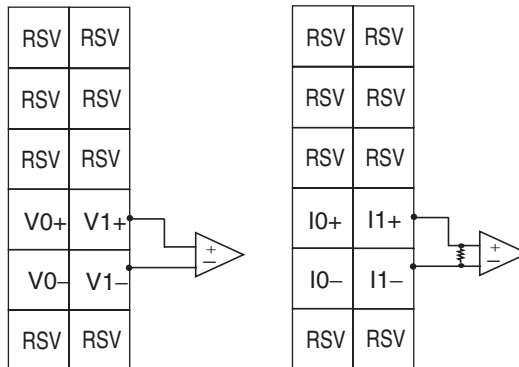 RSV RSV RSV RSV
RSV RSV RSV RSV
RSV RSV RSV RSV
V0+ V1+ + I0+ I1+ +
V0– V1– – I0– I1– –
RSV RSV RSV RSV